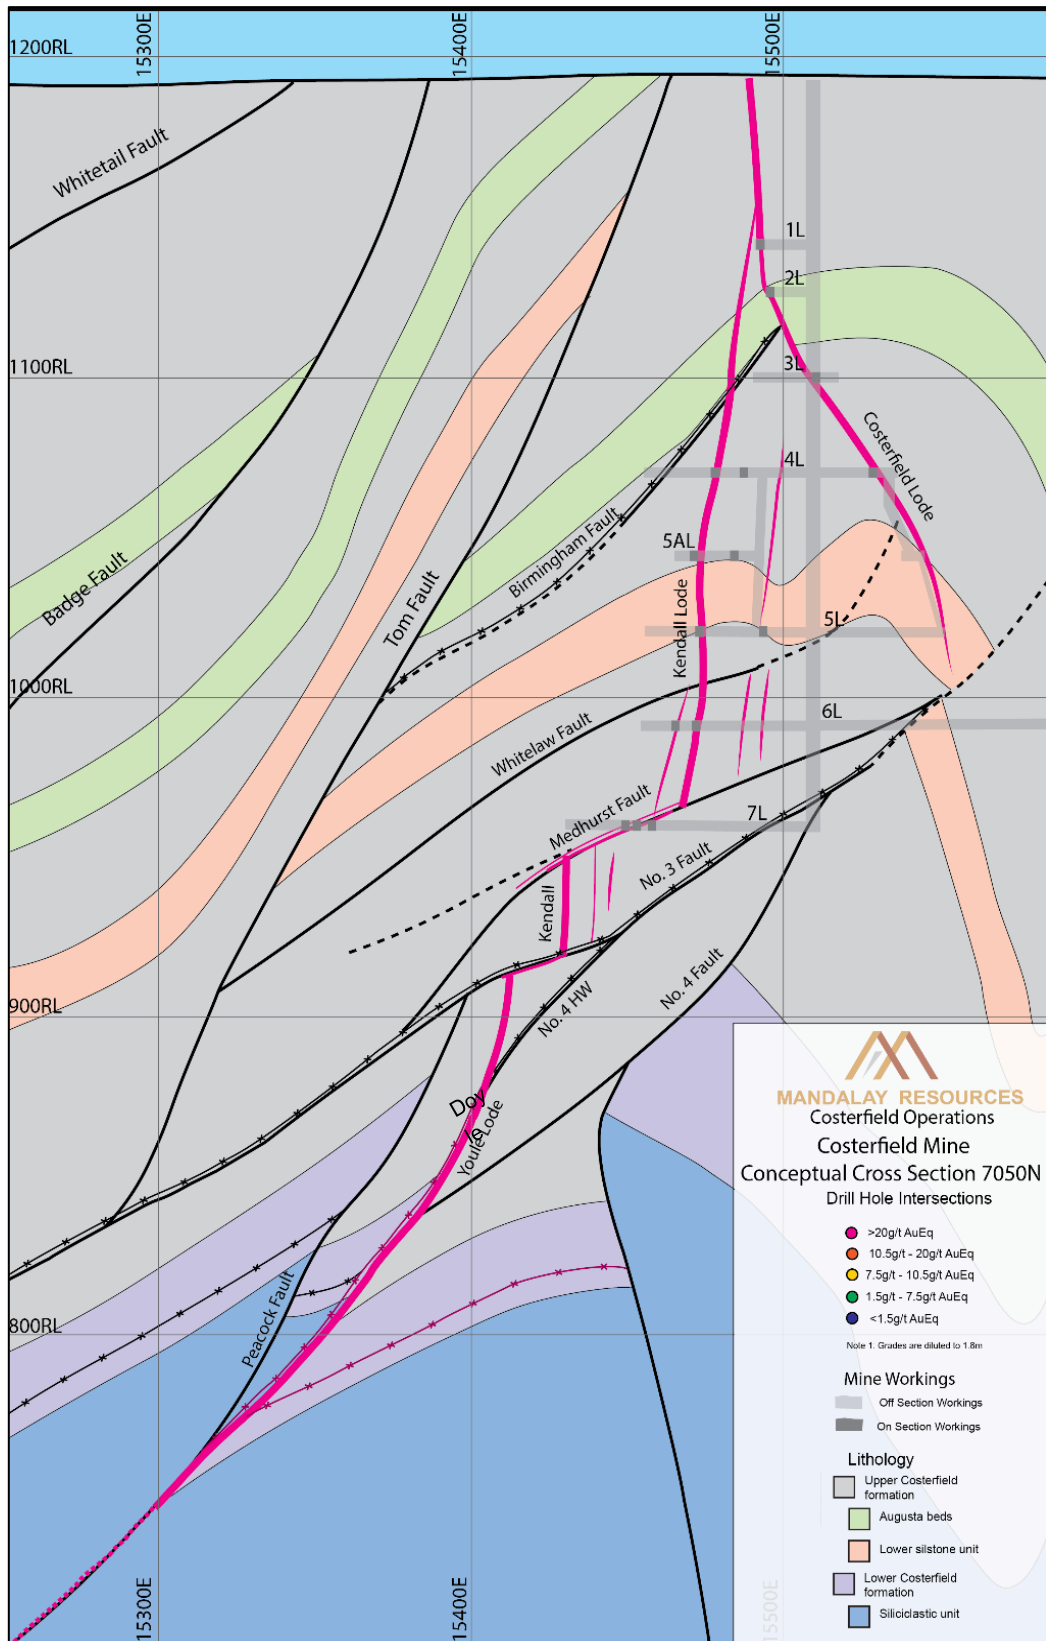 15300E
15400E
15500E
1200RL
Whitetail Fault
1L
2L
1100RL
3L
Costerfield Lode
4L
Birmingham Fault
5AL
Badge Fault
Tom Fault
Kendall Lode
5L
1000RL
6L
Whitelaw Fault
Medhurst Fault
7L
No. 3 Fault
Kendall
No. 4 Fault
No. 4 HW
900RL
Doy
le
Youle Lode
Peacock Fault
800RL
15300E
15400E
15500E
MANDALAY RESOURCES
Costerfield Operations
Costerfield Mine
Conceptual Cross Section 7050N
Drill Hole Intersections
>20g/t AuEq
10.5g/t - 20g/t AuEq
7.5g/t - 10.5g/t AuEq
1.5g/t - 7.5g/t AuEq
<1.5g/t AuEq
Note 1. Grades are diluted to 1.8m
Mine Workings
Off Section Workings
On Section Workings
Lithology
Upper Costerfield
formation
Augusta beds
Lower silstone unit
Lower Costerfield
formation
Siliciclastic unit